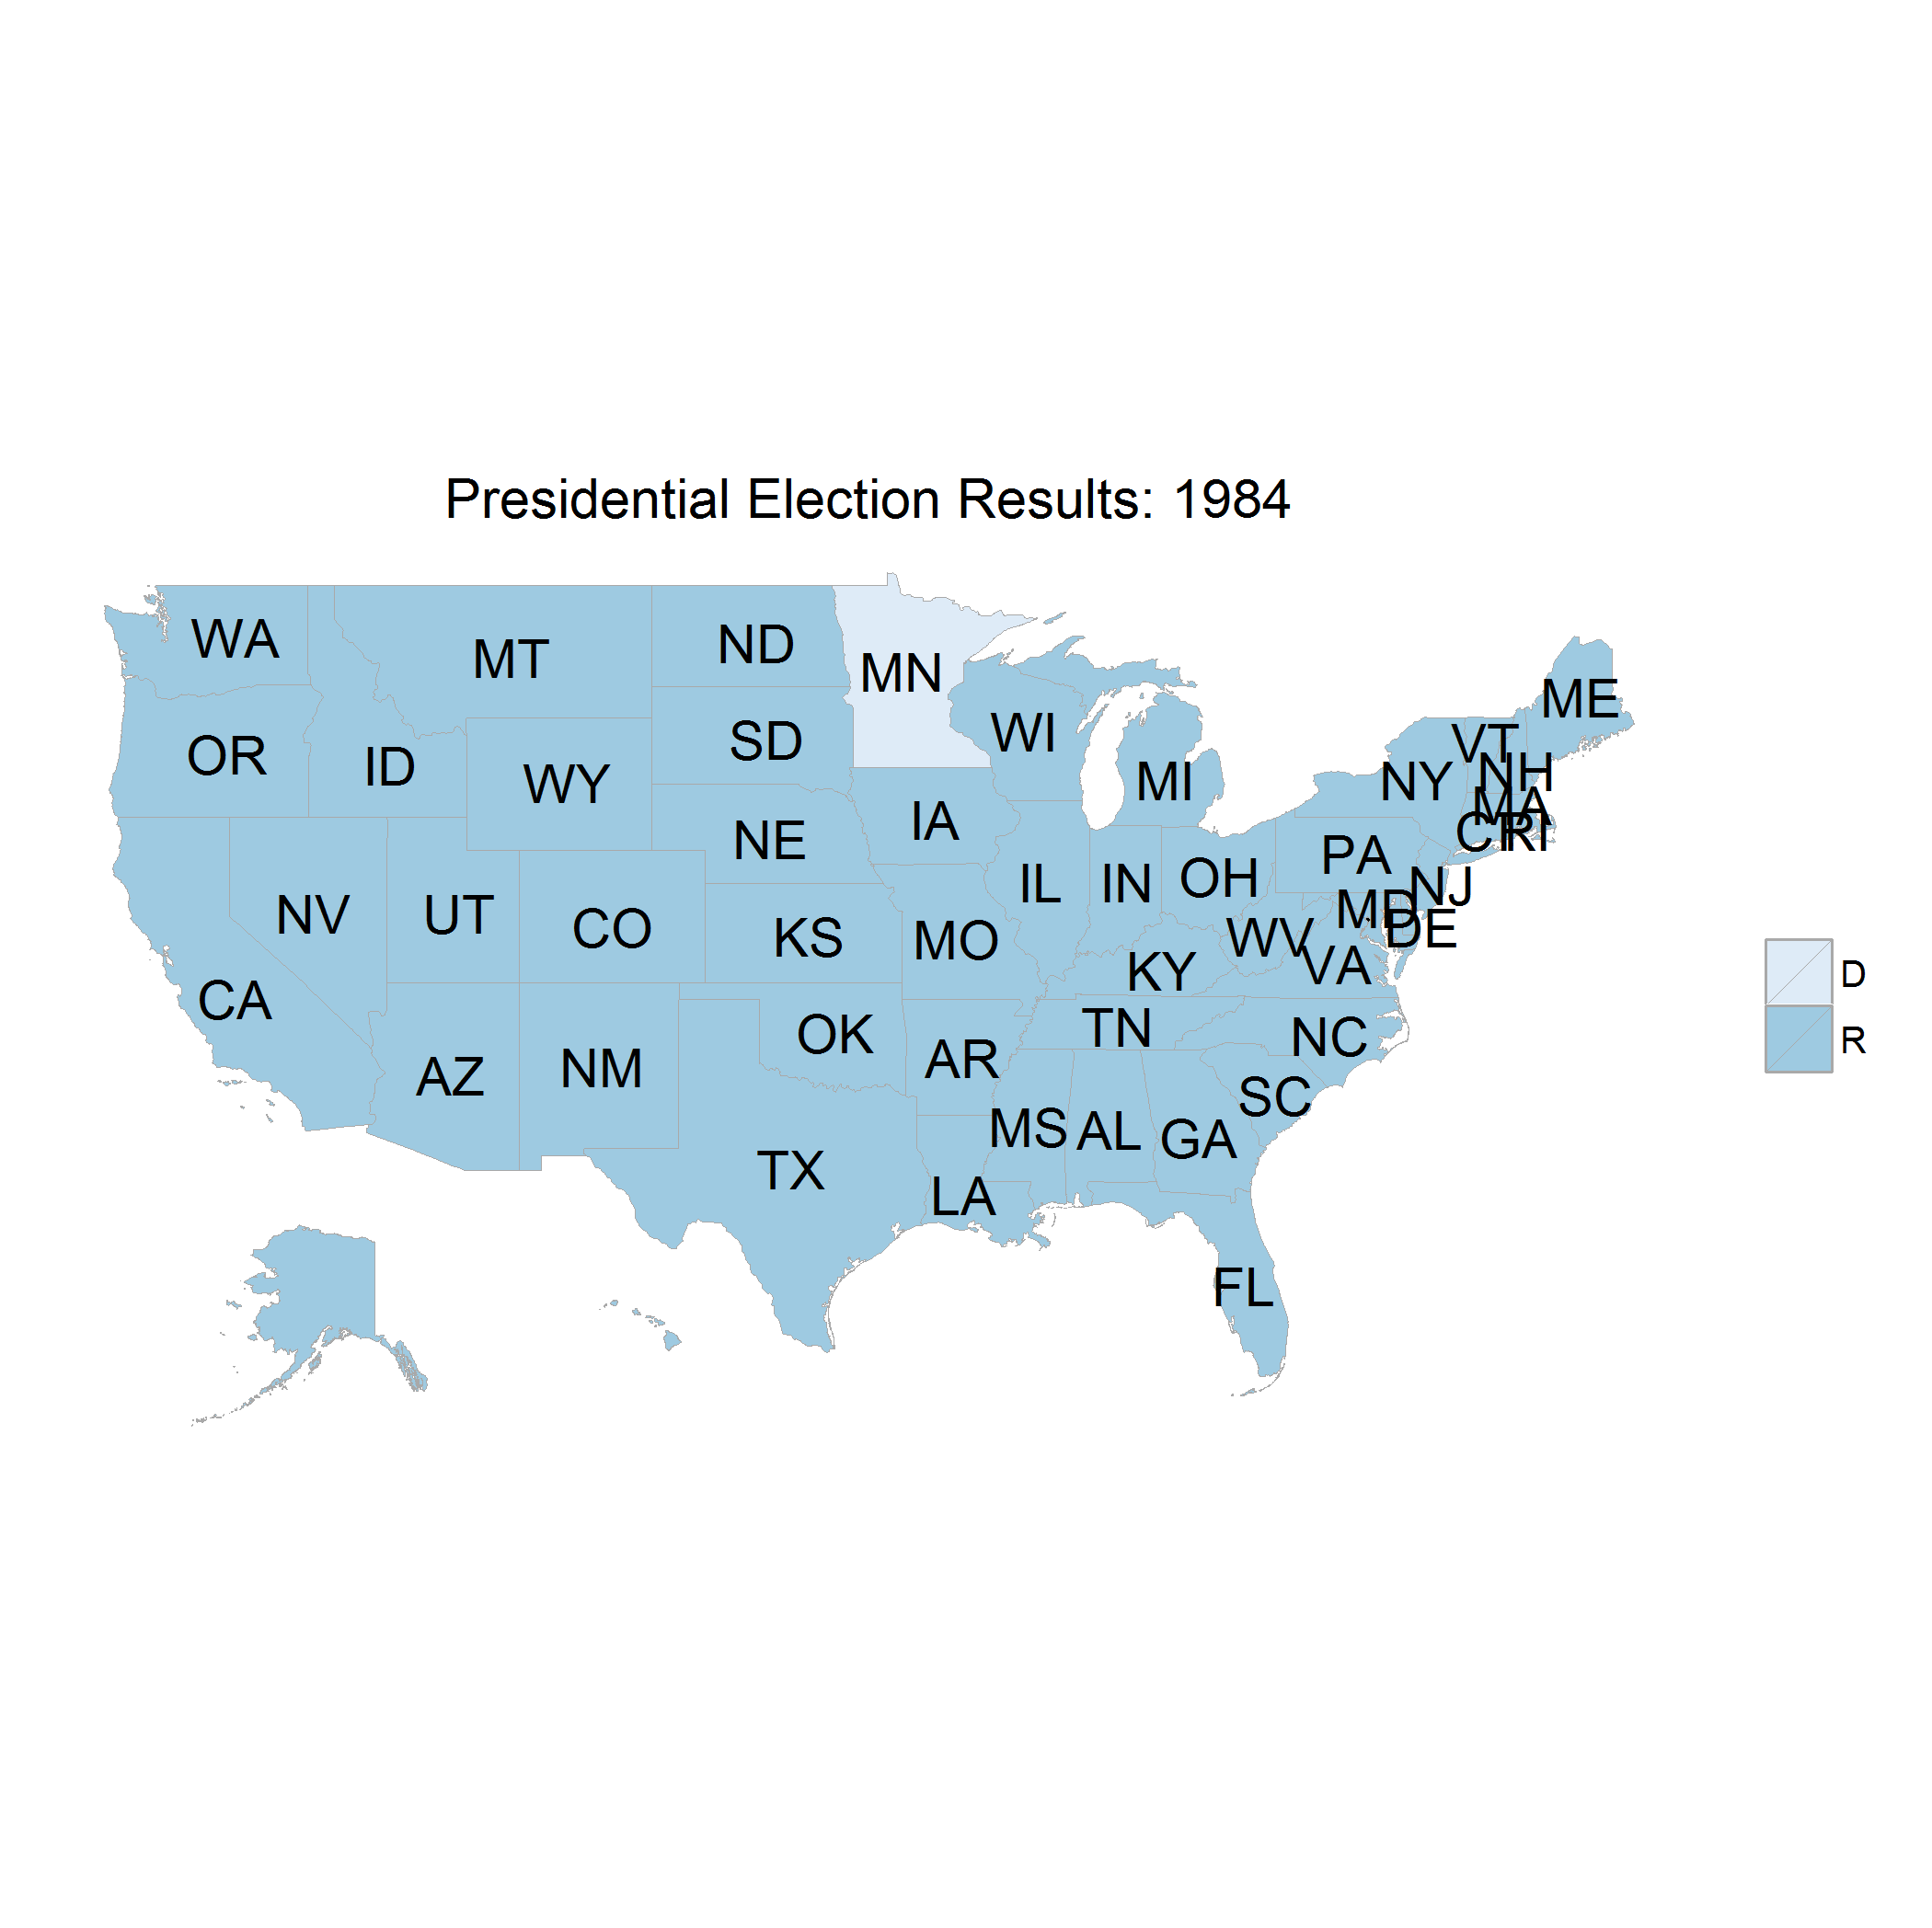 Presidential Election Results: 1984
WA
MT
ND
MN
ME
OR
ID
WY
SD
WI
MI
NY
VT
NH
MA
CT
RI
NE
IA
PA
NJ
NV
UT
CO
KS
MO
IL
IN
OH
MD
DE
WV
VA
KY
CA
AZ
NM
OK
AR
TN
NC
SC
TX
LA
MS
AL
GA
FL
D
R